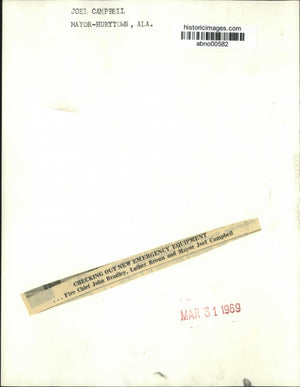 JOEL CAMPBELL
MAYOR-HUEYTOWN, ALA.
historicimages.com
abno00582
CHECKING OUT NEW EMERGENCY EQUIPMENT
... Fire Chief John Bradley, Luther Brown and Mayor Joel Campbell
MAR 31 1969